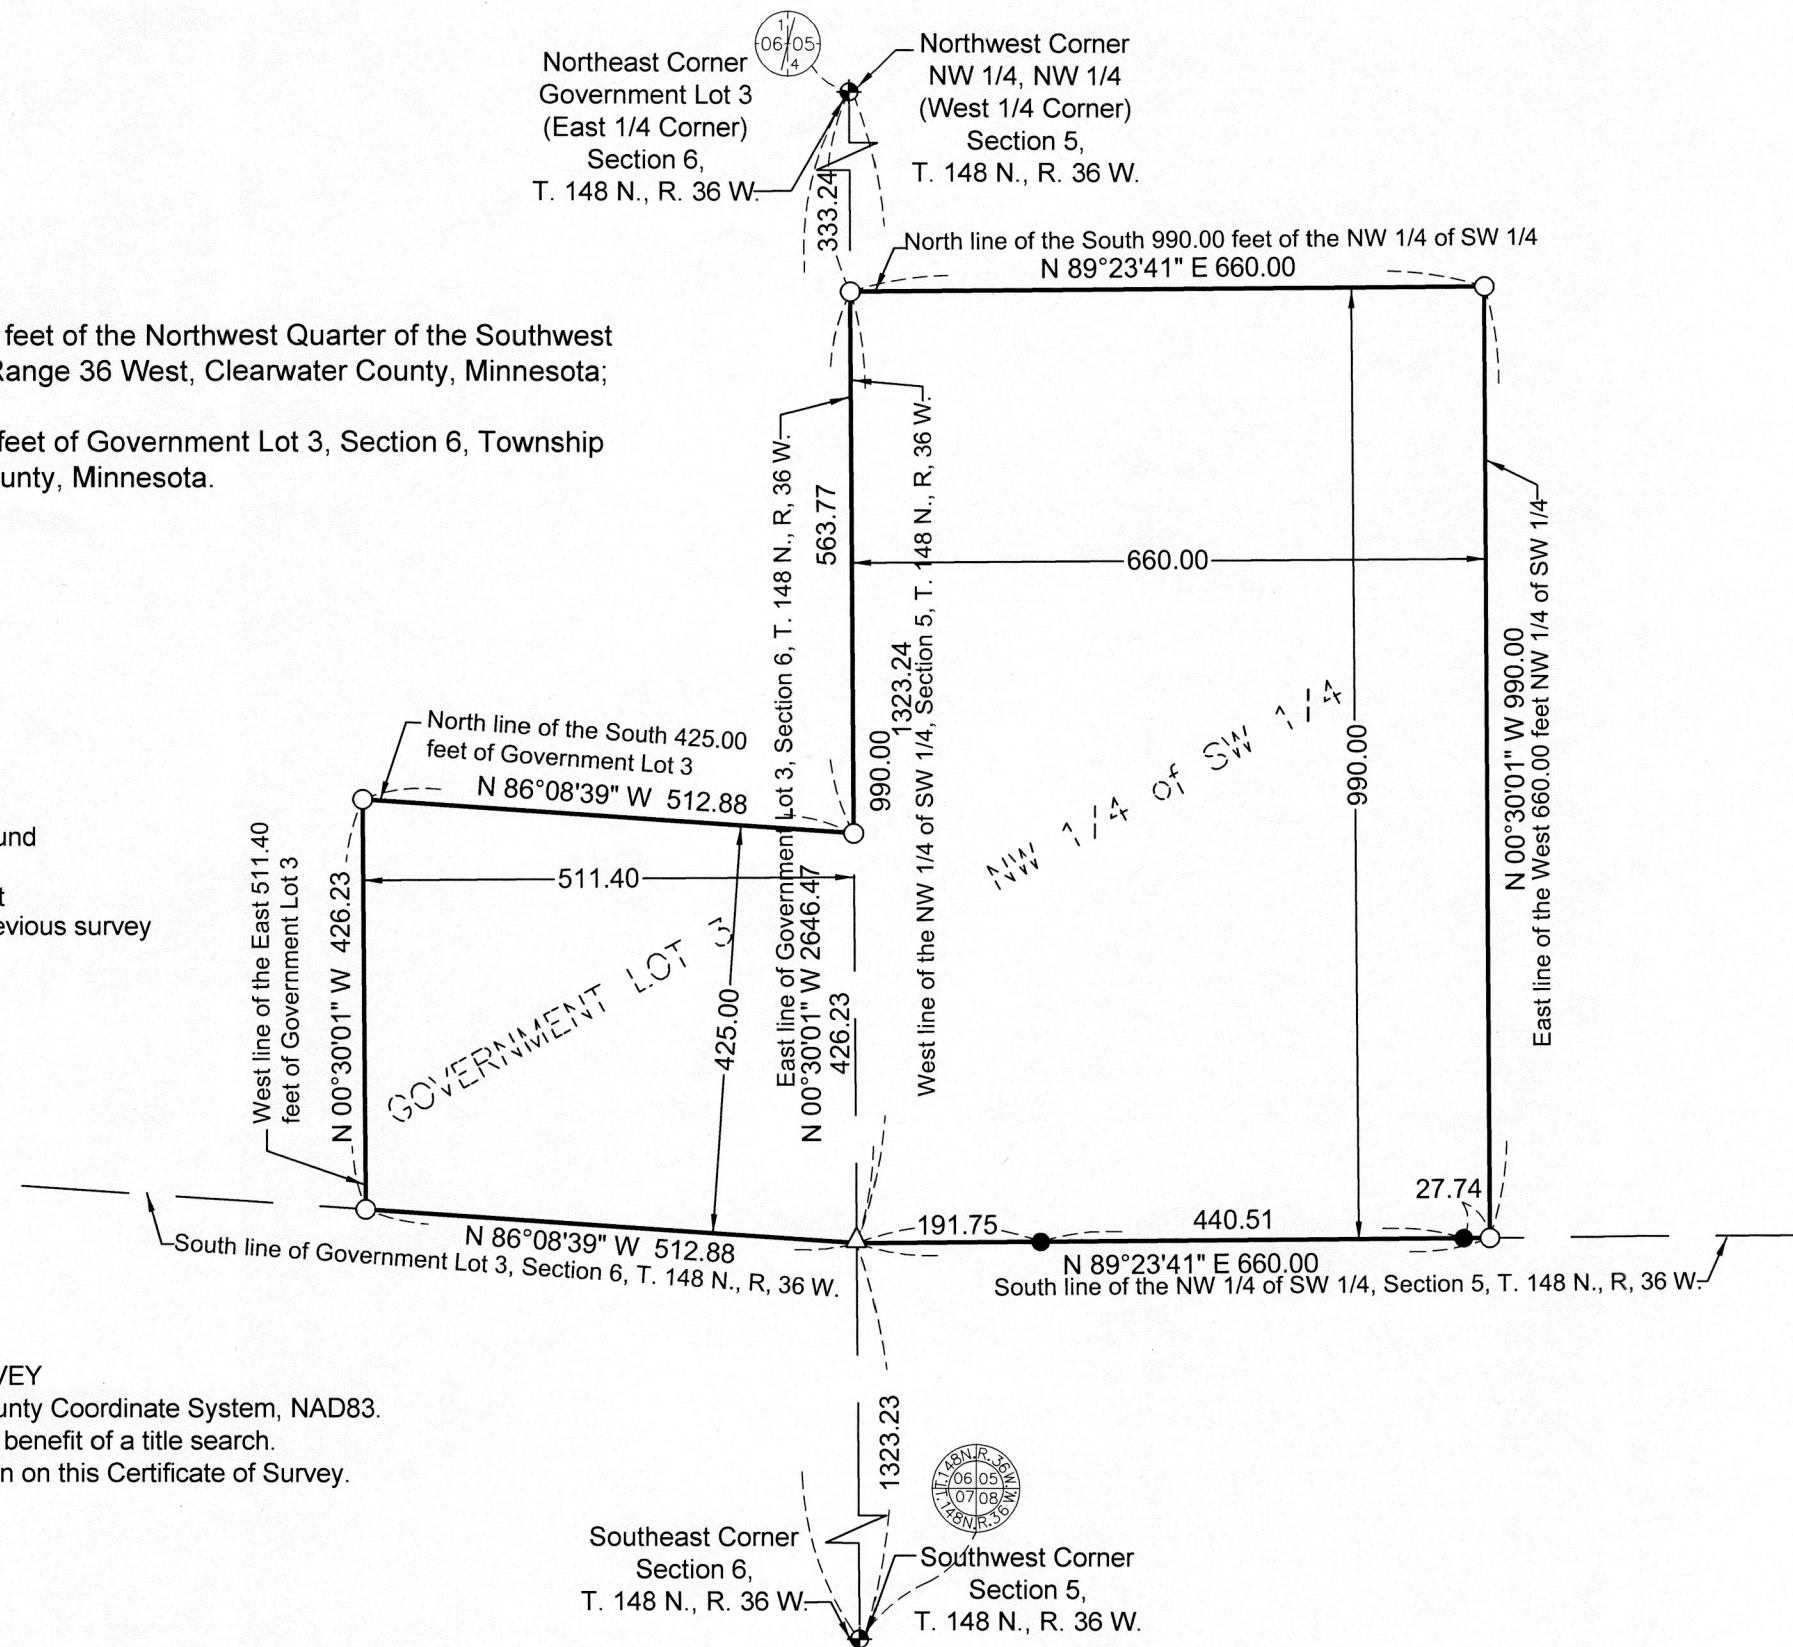 1
06 05
4
Northeast Corner
Government Lot 3
(East 1/4 Corner)
Section 6,
T. 148 N., R. 36 W.
Northwest Corner
NW 1/4, NW 1/4
(West 1/4 Corner)
Section 5,
T. 148 N., R. 36 W.
333.24
North line of the South 990.00 feet of the NW 1/4 of SW 1/4
N 89°23'41" E 660.00
feet of the Northwest Quarter of the Southwest
Range 36 West, Clearwater County, Minnesota;
feet of Government Lot 3, Section 6, Township
unty, Minnesota.
563.77
660.00
East line of Government Lot 3, Section 6, T. 148 N., R, 36 W.
West line of the NW 1/4 of SW 1/4, Section 5, T. 148 N., R, 36 W.
990.00
1323.24
NW 1/4 of SW 1/4
990.00
N 00°30'01" W 990.00
East line of the West 660.00 feet NW 1/4 of SW 1/4
North line of the South 425.00
feet of Government Lot 3
N 86°08'39" W 512.88
und
t
evious survey
West line of the East 511.40
feet of Government Lot 3
N 00°30'01" W 426.23
511.40
GOVERNMENT LOT 3
425.00
N 00°30'01" W 2646.47
426.23
N 86°08'39" W 512.88
South line of Government Lot 3, Section 6, T. 148 N., R, 36 W.
191.75
440.51
27.74
N 89°23'41" E 660.00
South line of the NW 1/4 of SW 1/4, Section 5, T. 148 N., R, 36 W.
VEY
unty Coordinate System, NAD83.
benefit of a title search.
n on this Certificate of Survey.
1323.23
T.148N.R.36W.
06 05
07 08
T.148N.R.36W.
Southeast Corner
Section 6,
T. 148 N., R. 36 W.
Southwest Corner
Section 5,
T. 148 N., R. 36 W.